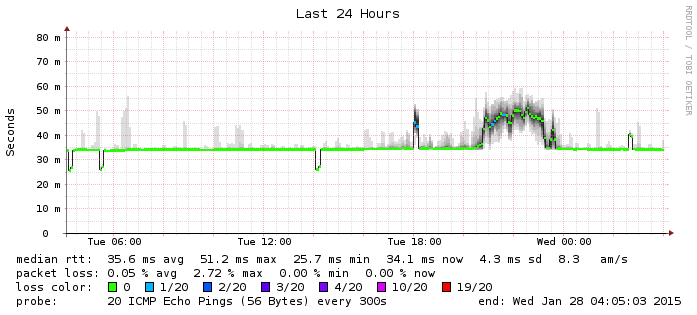 Last 24 Hours
RRDTOOL / TOBI OETIKER
Seconds
80 m
70 m
60 m
50 m
40 m
30 m
20 m
10 m
0 m
Tue 06:00 Tue 12:00 Tue 18:00 Wed 00:00
median rtt: 35.6 ms avg 51.2 ms max 25.7 ms min 34.1 ms now 4.3 ms sd 8.3 am/s
packet loss: 0.05 % avg 2.72 % max 0.00 % min 0.00 % now
loss color: 0 1/20 2/20 3/20 4/20 10/20 19/20
probe: 20 ICMP Echo Pings (56 Bytes) every 300s end: Wed Jan 28 04:05:03 2015